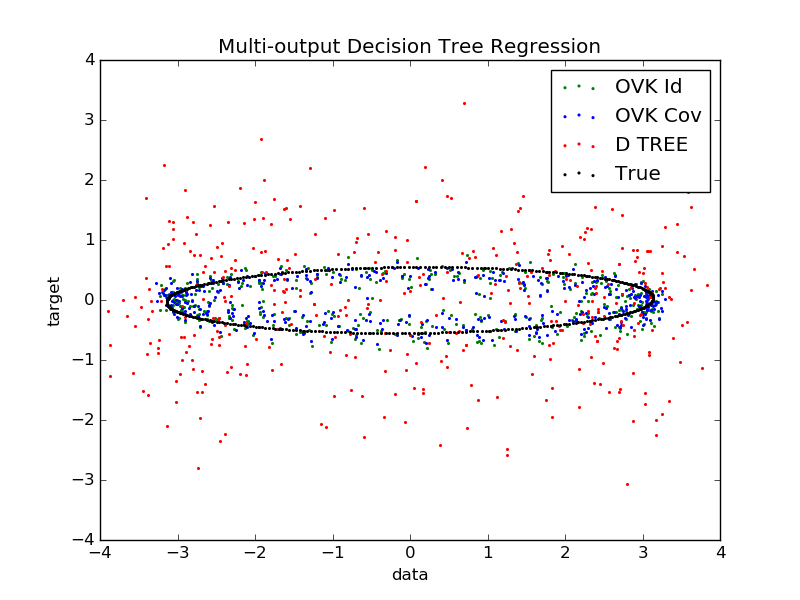 Multi-output Decision Tree Regression
4
3
2
1
0
−1
−2
−3
−4
target
OVK Id
OVK Cov
D TREE
True
−4 −3 −2 −1 0 1 2 3 4
data